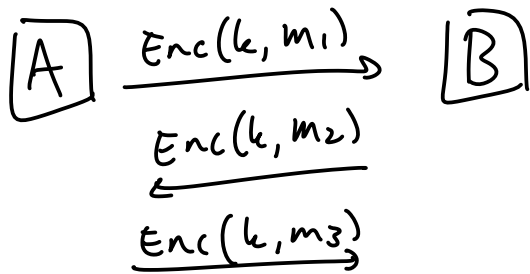 A Enc(k, m1) B
Enc(k, m2)
Enc(k, m3)